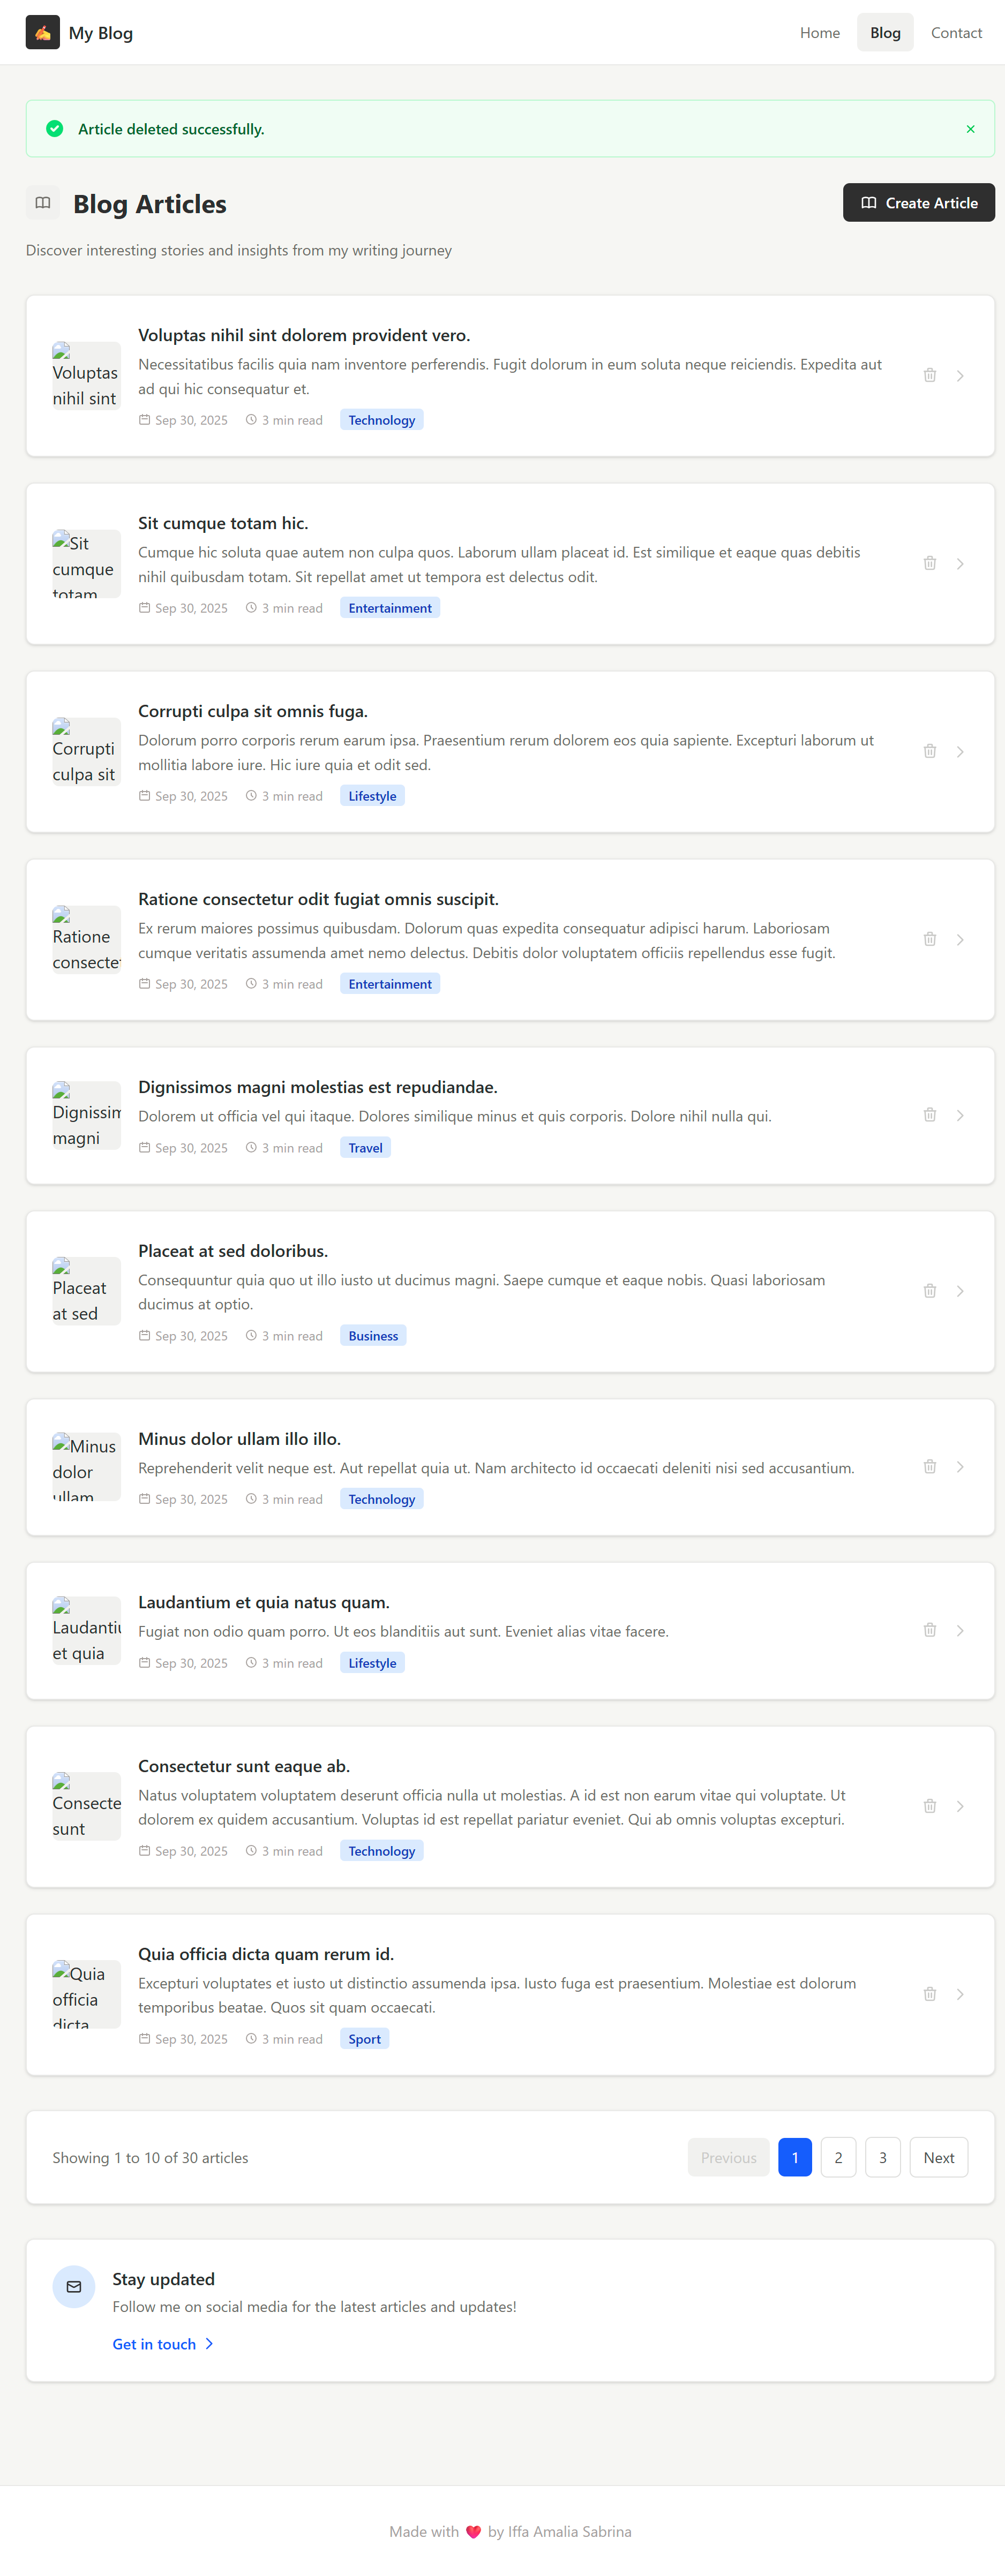 My Blog
Home
Blog
Contact
Article deleted successfully.
Blog Articles
Create Article
Discover interesting stories and insights from my writing journey
Voluptas nihil sint
Voluptas nihil sint dolorem provident vero.
Necessitatibus facilis quia nam inventore perferendis. Fugit dolorum in eum soluta neque reiciendis. Expedita aut
ad qui hic consequatur et.
Sep 30, 2025
3 min read
Technology
Sit cumque totam
Sit cumque totam hic.
Cumque hic soluta quae autem non culpa quos. Laborum ullam placeat id. Est similique et eaque quas debitis
nihil quibusdam totam. Sit repellat amet ut tempora est delectus odit.
Sep 30, 2025
3 min read
Entertainment
Corrupti culpa sit
Corrupti culpa sit omnis fuga.
Dolorum porro corporis rerum earum ipsa. Praesentium rerum dolorem eos quia sapiente. Excepturi laborum ut
mollitia labore iure. Hic iure quia et odit sed.
Sep 30, 2025
3 min read
Lifestyle
Ratione consectet
Ratione consectetur odit fugiat omnis suscipit.
Ex rerum maiores possimus quibusdam. Dolorum quas expedita consequatur adipisci harum. Laboriosam
cumque veritatis assumenda amet nemo delectus. Debitis dolor voluptatem officiis repellendus esse fugit.
Sep 30, 2025
3 min read
Entertainment
Dignissim magni
Dignissimos magni molestias est repudiandae.
Dolorem ut officia vel qui itaque. Dolores similique minus et quis corporis. Dolore nihil nulla qui.
Sep 30, 2025
3 min read
Travel
Placeat at sed
Placeat at sed doloribus.
Consequuntur quia quo ut illo iusto ut ducimus magni. Saepe cumque et eaque nobis. Quasi laboriosam
ducimus at optio.
Sep 30, 2025
3 min read
Business
Minus dolor ullam
Minus dolor ullam illo illo.
Reprehenderit velit neque est. Aut repellat quia ut. Nam architecto id occaecati deleniti nisi sed accusantium.
Sep 30, 2025
3 min read
Technology
Laudantiu et quia
Laudantium et quia natus quam.
Fugiat non odio quam porro. Ut eos blanditiis aut sunt. Eveniet alias vitae facere.
Sep 30, 2025
3 min read
Lifestyle
Consecte sunt
Consectetur sunt eaque ab.
Natus voluptatem voluptatem deserunt officia nulla ut molestias. A id est non earum vitae qui voluptate. Ut
dolorem ex quidem accusantium. Voluptas id est repellat pariatur eveniet. Qui ab omnis voluptas excepturi.
Sep 30, 2025
3 min read
Technology
Quia officia dicta
Quia officia dicta quam rerum id.
Excepturi voluptates et iusto ut distinctio assumenda ipsa. Iusto fuga est praesentium. Molestiae est dolorum
temporibus beatae. Quos sit quam occaecati.
Sep 30, 2025
3 min read
Sport
Showing 1 to 10 of 30 articles
Previous
1
2
3
Next
Stay updated
Follow me on social media for the latest articles and updates!
Get in touch
Made with ❤️ by Iffa Amalia Sabrina